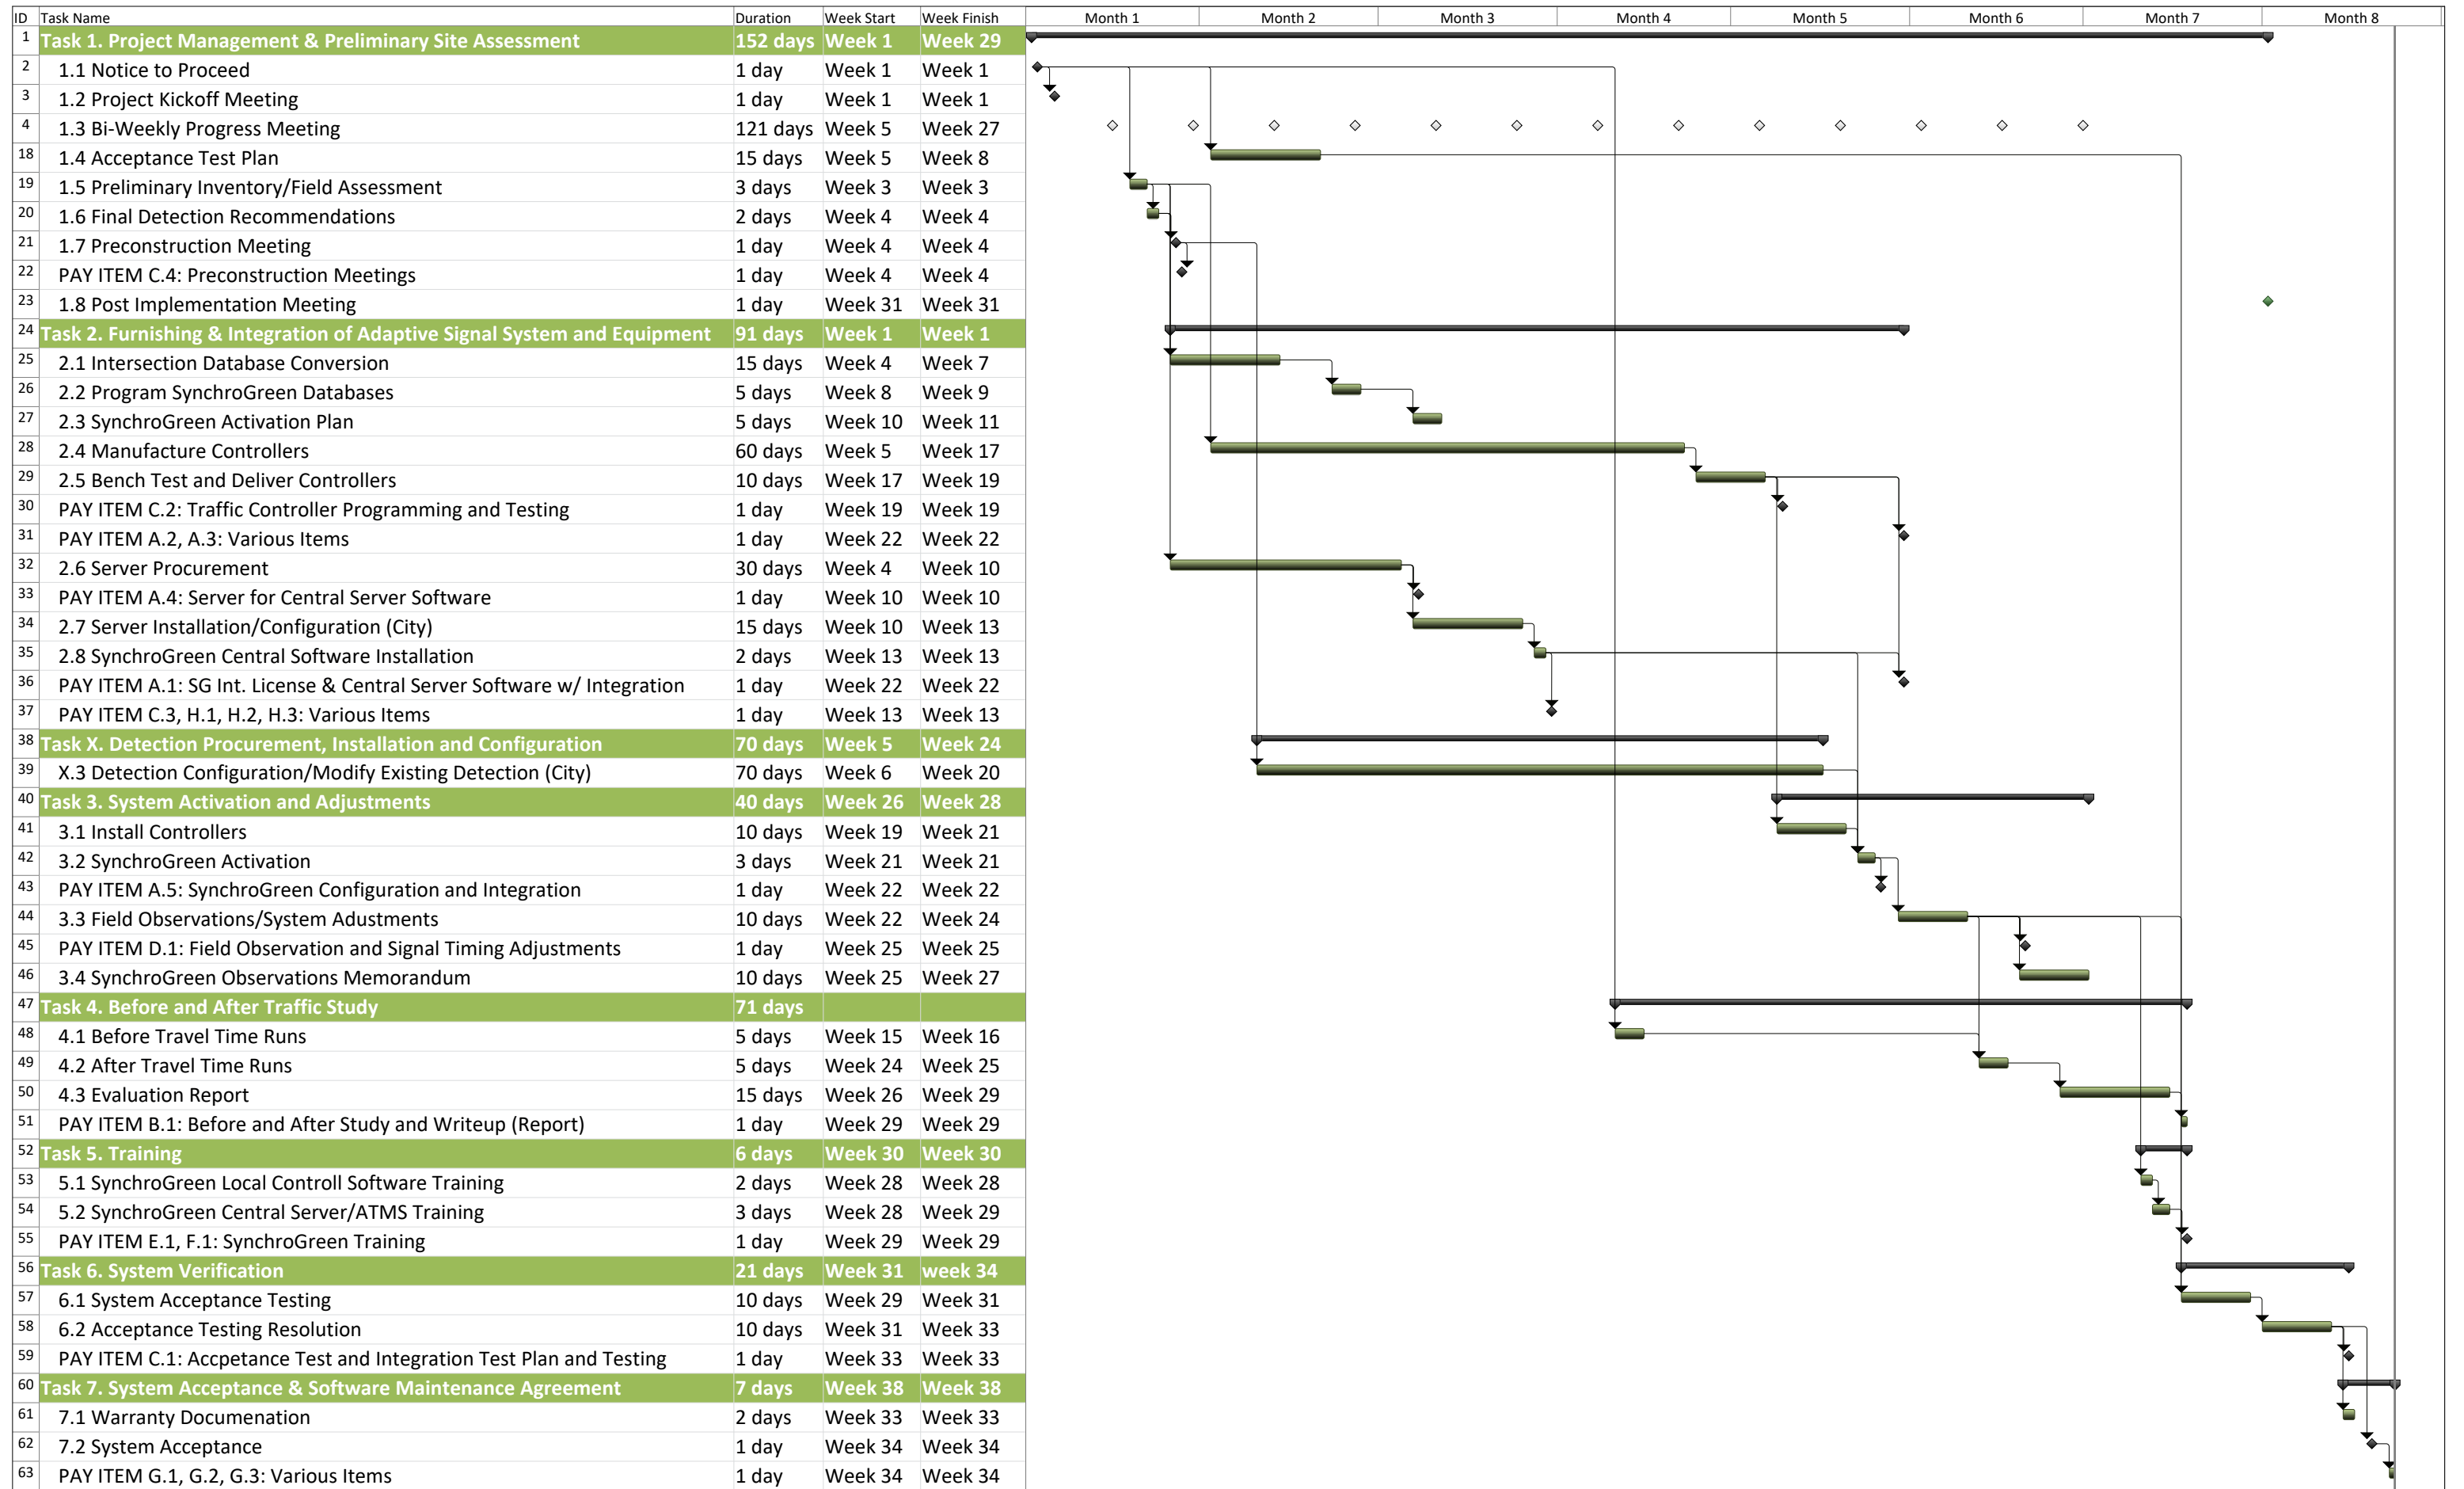 ID Task Name Duration Week Start Week Finish Month 1 Month 2 Month 3 Month 4 Month 5 Month 6 Month 7 Month 8
1 Task 1. Project Management & Preliminary Site Assessment 152 days Week 1 Week 29
2 1.1 Notice to Proceed 1 day Week 1 Week 1
3 1.2 Project Kickoff Meeting 1 day Week 1 Week 1
4 1.3 Bi-Weekly Progress Meeting 121 days Week 5 Week 27
18 1.4 Acceptance Test Plan 15 days Week 5 Week 8
19 1.5 Preliminary Inventory/Field Assessment 3 days Week 3 Week 3
20 1.6 Final Detection Recommendations 2 days Week 4 Week 4
21 1.7 Preconstruction Meeting 1 day Week 4 Week 4
22 PAY ITEM C.4: Preconstruction Meetings 1 day Week 4 Week 4
23 1.8 Post Implementation Meeting 1 day Week 31 Week 31
24 Task 2. Furnishing & Integration of Adaptive Signal System and Equipment 91 days Week 1 Week 1
25 2.1 Intersection Database Conversion 15 days Week 4 Week 7
26 2.2 Program SynchroGreen Databases 5 days Week 8 Week 9
27 2.3 SynchroGreen Activation Plan 5 days Week 10 Week 11
28 2.4 Manufacture Controllers 60 days Week 5 Week 17
29 2.5 Bench Test and Deliver Controllers 10 days Week 17 Week 19
30 PAY ITEM C.2: Traffic Controller Programming and Testing 1 day Week 19 Week 19
31 PAY ITEM A.2, A.3: Various Items 1 day Week 22 Week 22
32 2.6 Server Procurement 30 days Week 4 Week 10
33 PAY ITEM A.4: Server for Central Server Software 1 day Week 10 Week 10
34 2.7 Server Installation/Configuration (City) 15 days Week 10 Week 13
35 2.8 SynchroGreen Central Software Installation 2 days Week 13 Week 13
36 PAY ITEM A.1: SG Int. License & Central Server Software w/ Integration 1 day Week 22 Week 22
37 PAY ITEM C.3, H.1, H.2, H.3: Various Items 1 day Week 13 Week 13
38 Task X. Detection Procurement, Installation and Configuration 70 days Week 5 Week 24
39 X.3 Detection Configuration/Modify Existing Detection (City) 70 days Week 6 Week 20
40 Task 3. System Activation and Adjustments 40 days Week 26 Week 28
41 3.1 Install Controllers 10 days Week 19 Week 21
42 3.2 SynchroGreen Activation 3 days Week 21 Week 21
43 PAY ITEM A.5: SynchroGreen Configuration and Integration 1 day Week 22 Week 22
44 3.3 Field Observations/System Adustments 10 days Week 22 Week 24
45 PAY ITEM D.1: Field Observation and Signal Timing Adjustments 1 day Week 25 Week 25
46 3.4 SynchroGreen Observations Memorandum 10 days Week 25 Week 27
47 Task 4. Before and After Traffic Study 71 days
48 4.1 Before Travel Time Runs 5 days Week 15 Week 16
49 4.2 After Travel Time Runs 5 days Week 24 Week 25
50 4.3 Evaluation Report 15 days Week 26 Week 29
51 PAY ITEM B.1: Before and After Study and Writeup (Report) 1 day Week 29 Week 29
52 Task 5. Training 6 days Week 30 Week 30
53 5.1 SynchroGreen Local Controll Software Training 2 days Week 28 Week 28
54 5.2 SynchroGreen Central Server/ATMS Training 3 days Week 28 Week 29
55 PAY ITEM E.1, F.1: SynchroGreen Training 1 day Week 29 Week 29
56 Task 6. System Verification 21 days Week 31 week 34
57 6.1 System Acceptance Testing 10 days Week 29 Week 31
58 6.2 Acceptance Testing Resolution 10 days Week 31 Week 33
59 PAY ITEM C.1: Accpetance Test and Integration Test Plan and Testing 1 day Week 33 Week 33
60 Task 7. System Acceptance & Software Maintenance Agreement 7 days Week 38 Week 38
61 7.1 Warranty Documenation 2 days Week 33 Week 33
62 7.2 System Acceptance 1 day Week 34 Week 34
63 PAY ITEM G.1, G.2, G.3: Various Items 1 day Week 34 Week 34